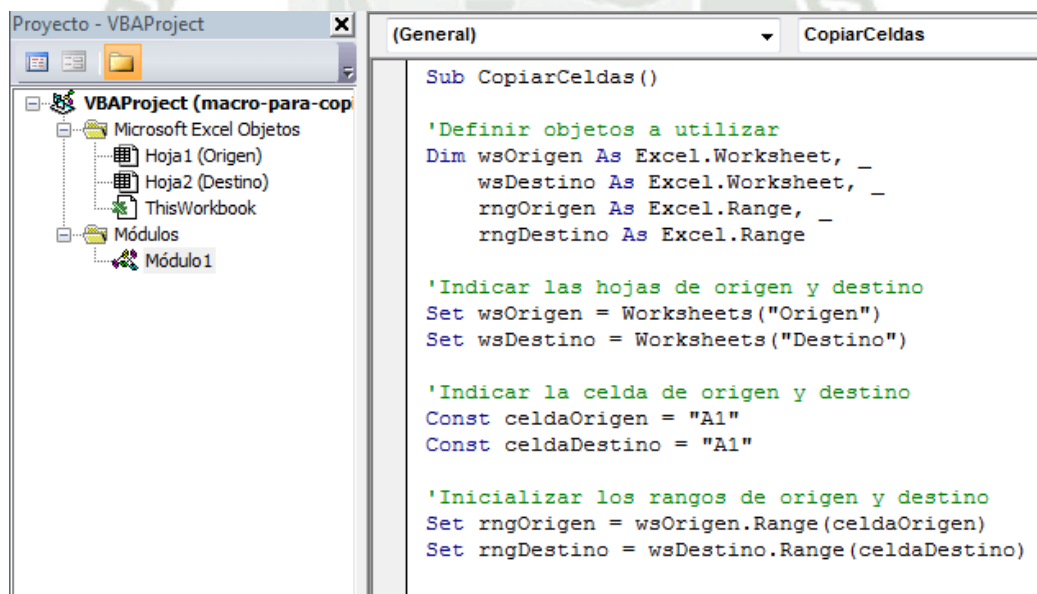 Proyecto - VBAProject
VBAProject (macro-para-copi
Microsoft Excel Objetos
Hoja1 (Origen)
Hoja2 (Destino)
ThisWorkbook
Módulos
Módulo1
(General)
CopiarCeldas
Sub CopiarCeldas()
'Definir objetos a utilizar
Dim wsOrigen As Excel.Worksheet, _
    wsDestino As Excel.Worksheet, _
    rngOrigen As Excel.Range, _
    rngDestino As Excel.Range
'Indicar las hojas de origen y destino
Set wsOrigen = Worksheets("Origen")
Set wsDestino = Worksheets("Destino")
'Indicar la celda de origen y destino
Const celdaOrigen = "A1"
Const celdaDestino = "A1"
'Inicializar los rangos de origen y destino
Set rngOrigen = wsOrigen.Range(celdaOrigen)
Set rngDestino = wsDestino.Range(celdaDestino)